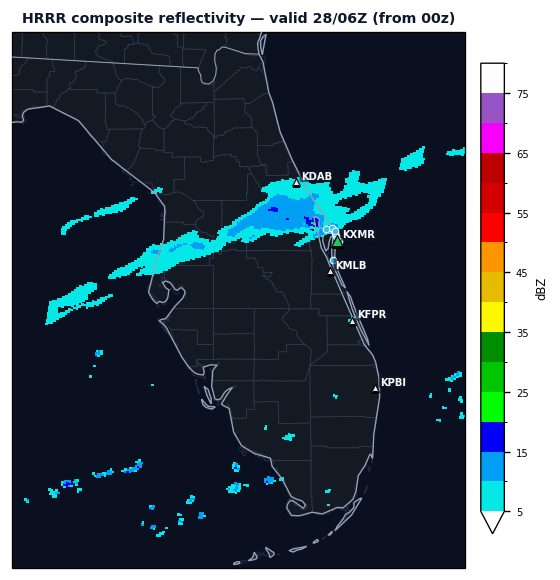 HRRR composite reflectivity — valid 28/06Z (from 00z)
75
65
55
45
35
25
15
5
dBZ
KDAB
KXMR
KMLB
KFPR
KPBI